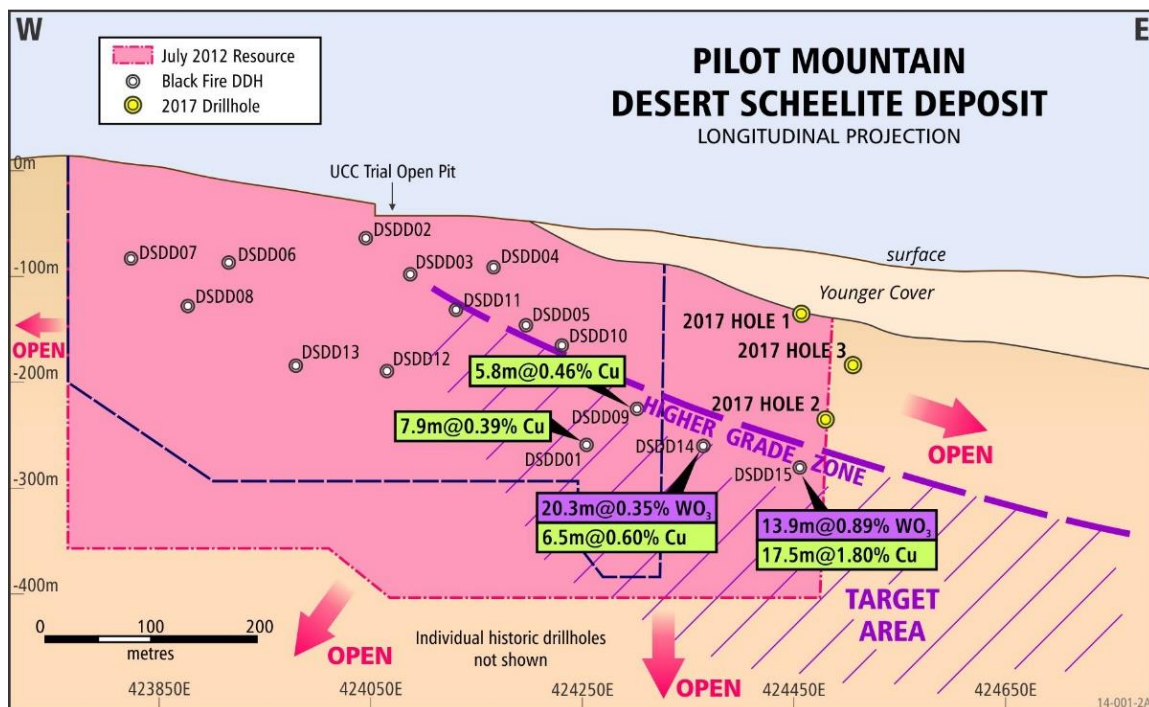 W
E
July 2012 Resource
Black Fire DDH
2017 Drillhole
PILOT MOUNTAIN
DESERT SCHEELITE DEPOSIT
LONGITUDINAL PROJECTION
0m
UCC Trial Open Pit
DSDD02
DSDD07
DSDD06
DSDD03
DSDD04
surface
-100m
DSDD08
DSDD11
DSDD05
Younger Cover
2017 HOLE 1
OPEN
DSDD10
DSDD13
DSDD12
2017 HOLE 3
-200m
5.8m@0.46% Cu
2017 HOLE 2
DSDD09
HIGHER GRADE ZONE
7.9m@0.39% Cu
DSDD14
OPEN
DSDD01
DSDD15
-300m
20.3m@0.35% WO₃
6.5m@0.60% Cu
13.9m@0.89% WO₃
17.5m@1.80% Cu
-400m
TARGET
AREA
0 100 200
metres
Individual historic drillholes
not shown
OPEN
OPEN
423850E 424050E 424250E 424450E 424650E
14-001-2A